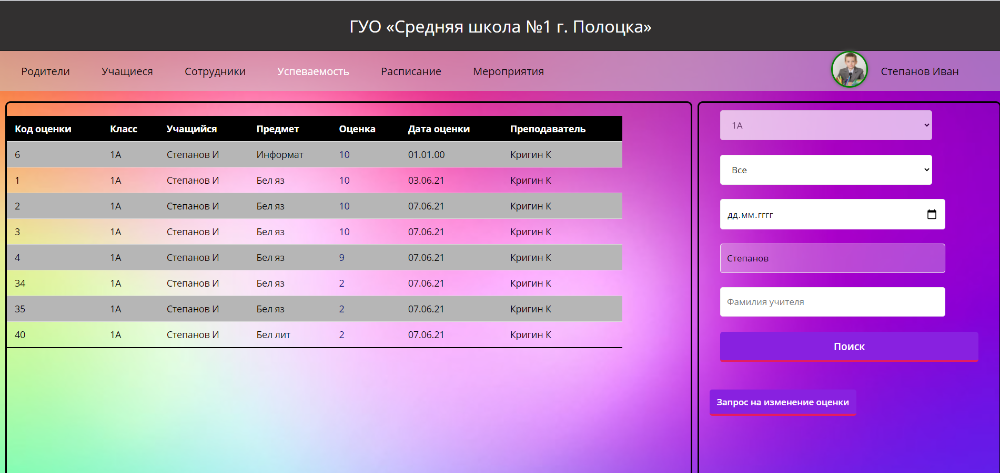 ГУО «Средняя школа №1 г. Полоцка»
Родители Учащиеся Сотрудники Успеваемость Расписание Мероприятия Степанов Иван
Код оценки Класс Учащийся Предмет Оценка Дата оценки Преподаватель
6 1А Степанов И Информат 10 01.01.00 Кригин К
1 1А Степанов И Бел яз 10 03.06.21 Кригин К
2 1А Степанов И Бел яз 10 07.06.21 Кригин К
3 1А Степанов И Бел яз 10 07.06.21 Кригин К
4 1А Степанов И Бел яз 9 07.06.21 Кригин К
34 1А Степанов И Бел яз 2 07.06.21 Кригин К
35 1А Степанов И Бел яз 2 07.06.21 Кригин К
40 1А Степанов И Бел лит 2 07.06.21 Кригин К
1А
Все
дд.мм.гггг
Степанов
Фамилия учителя
Поиск
Запрос на изменение оценки